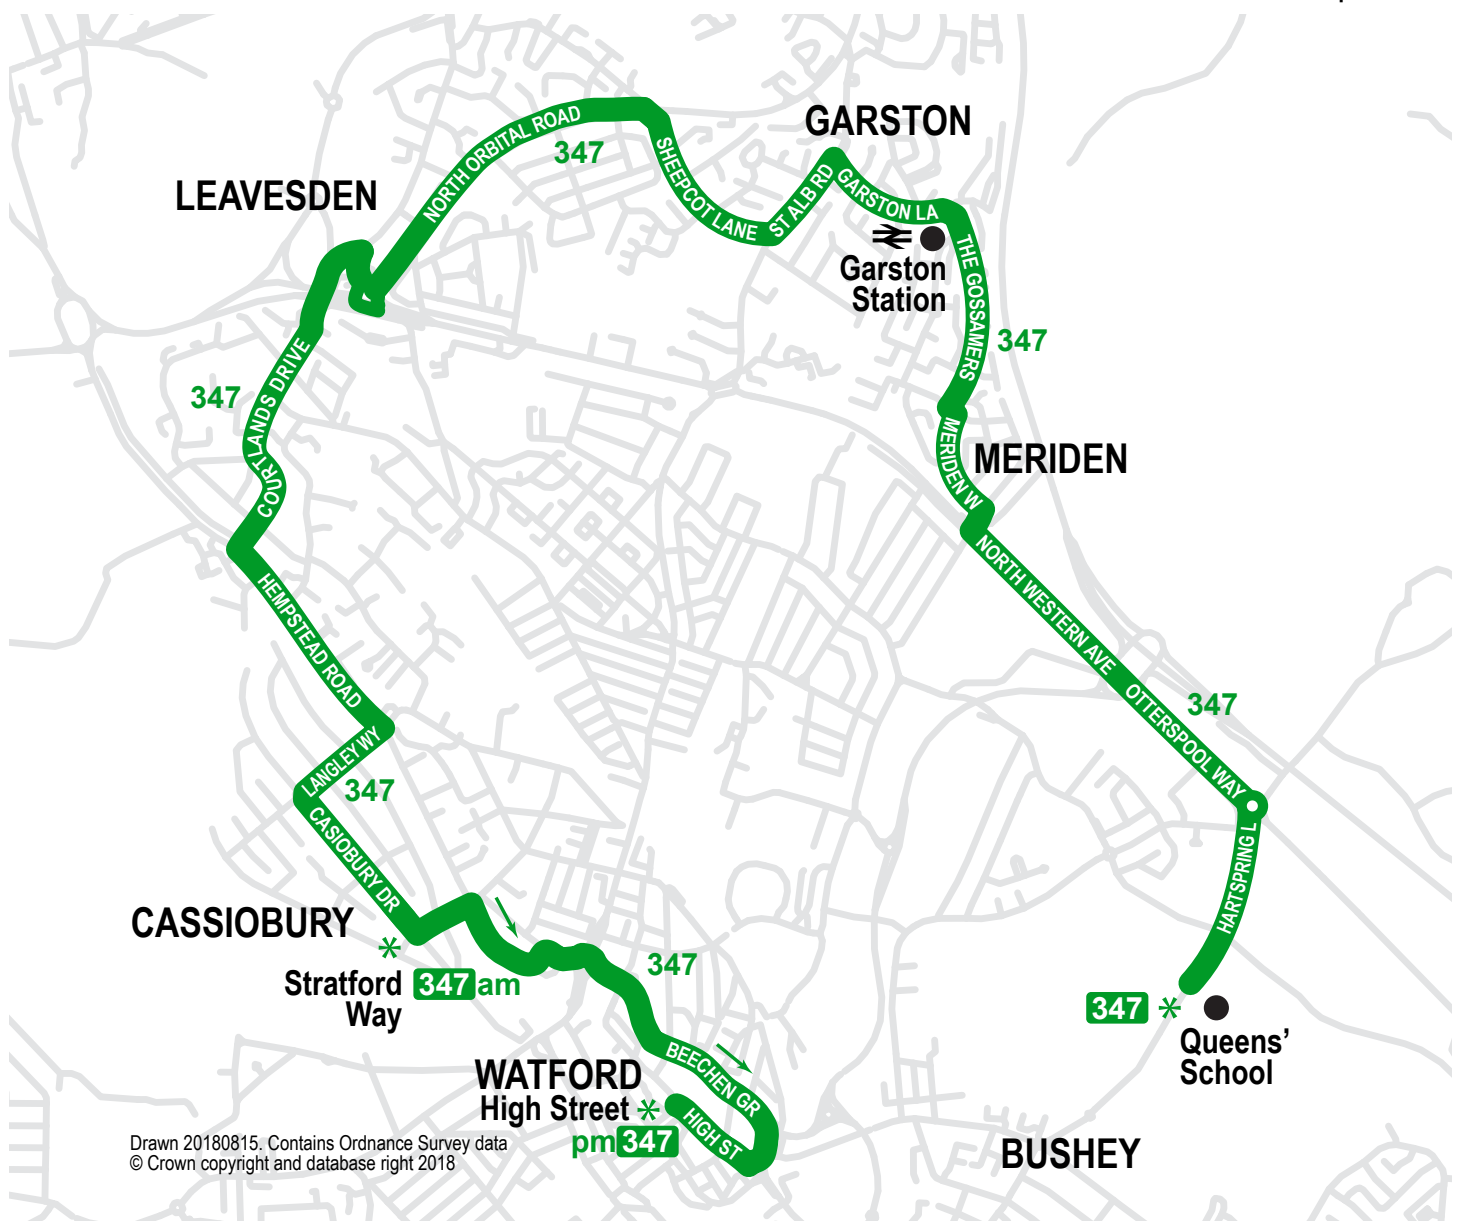 GARSTON
NORTH ORBITAL ROAD
347
SHEEPCOT LANE
ST ALB RD
GARSTON LA
LEAVESDEN
Garston
Station
THE GOSSAMERS
347
COURTLANDS DRIVE
347
MERIDEN W
MERIDEN
NORTH WESTERN AVE
HEMPSTEAD ROAD
OTTERSPOOL WAY
347
LANGLEY WY
347
CASIOBURY DR
HARTSPRING L
CASSIOBURY
*
Stratford
Way
347 am
347
347 *
Queens’
School
BEECHEN GR
WATFORD
High Street *
pm 347
HIGH ST
BUSHEY
Drawn 20180815. Contains Ordnance Survey data
© Crown copyright and database right 2018